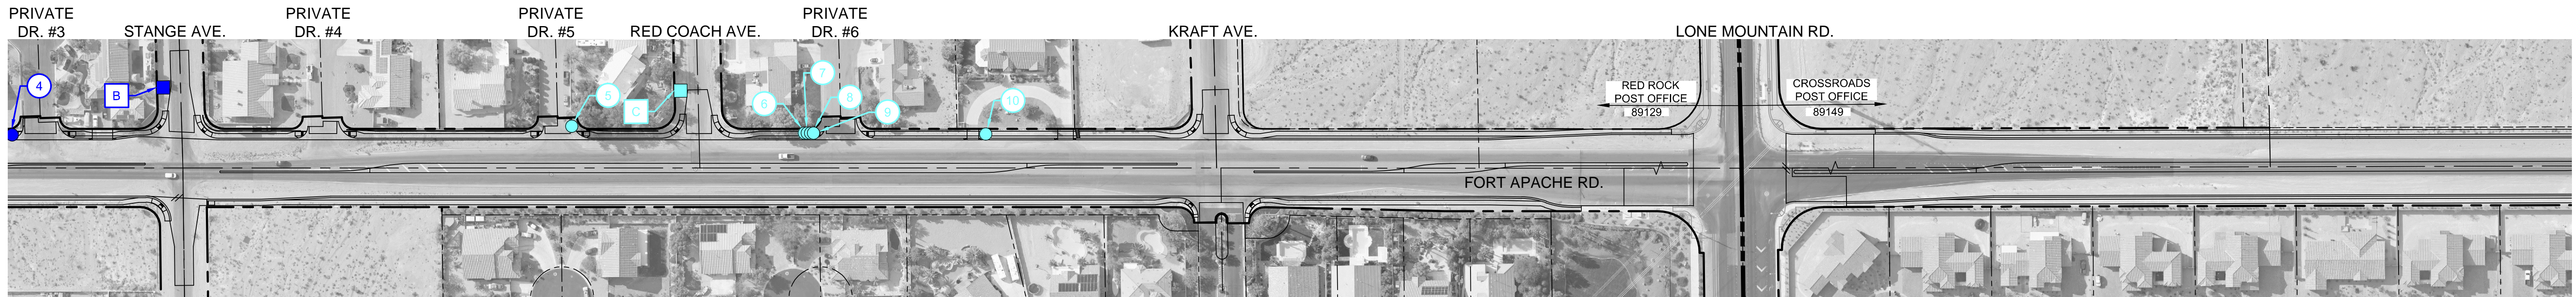 PRIVATE
DR. #3
STANGE AVE.
PRIVATE
DR. #4
PRIVATE
DR. #5
RED COACH AVE.
PRIVATE
DR. #6
KRAFT AVE.
LONE MOUNTAIN RD.
4
B
5
C
6
7
8
9
10
RED ROCK
POST OFFICE
89129
CROSSROADS
POST OFFICE
89149
FORT APACHE RD.